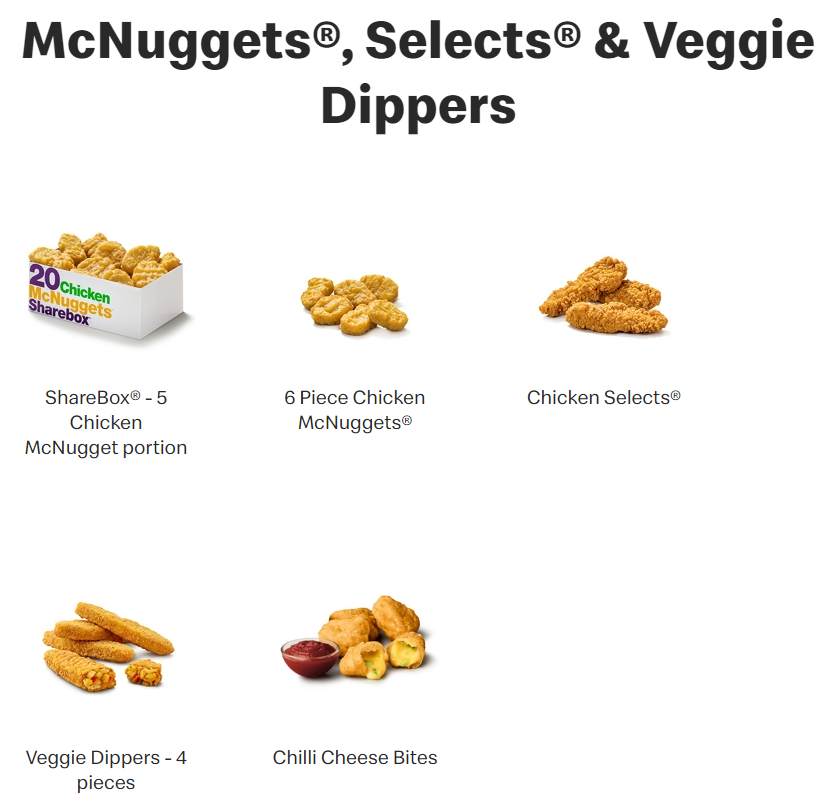 McNuggets®, Selects® & Veggie
Dippers
20 Chicken
McNuggets
Sharebox
ShareBox® - 5
Chicken
McNugget portion
6 Piece Chicken
McNuggets®
Chicken Selects®
Veggie Dippers - 4
pieces
Chilli Cheese Bites